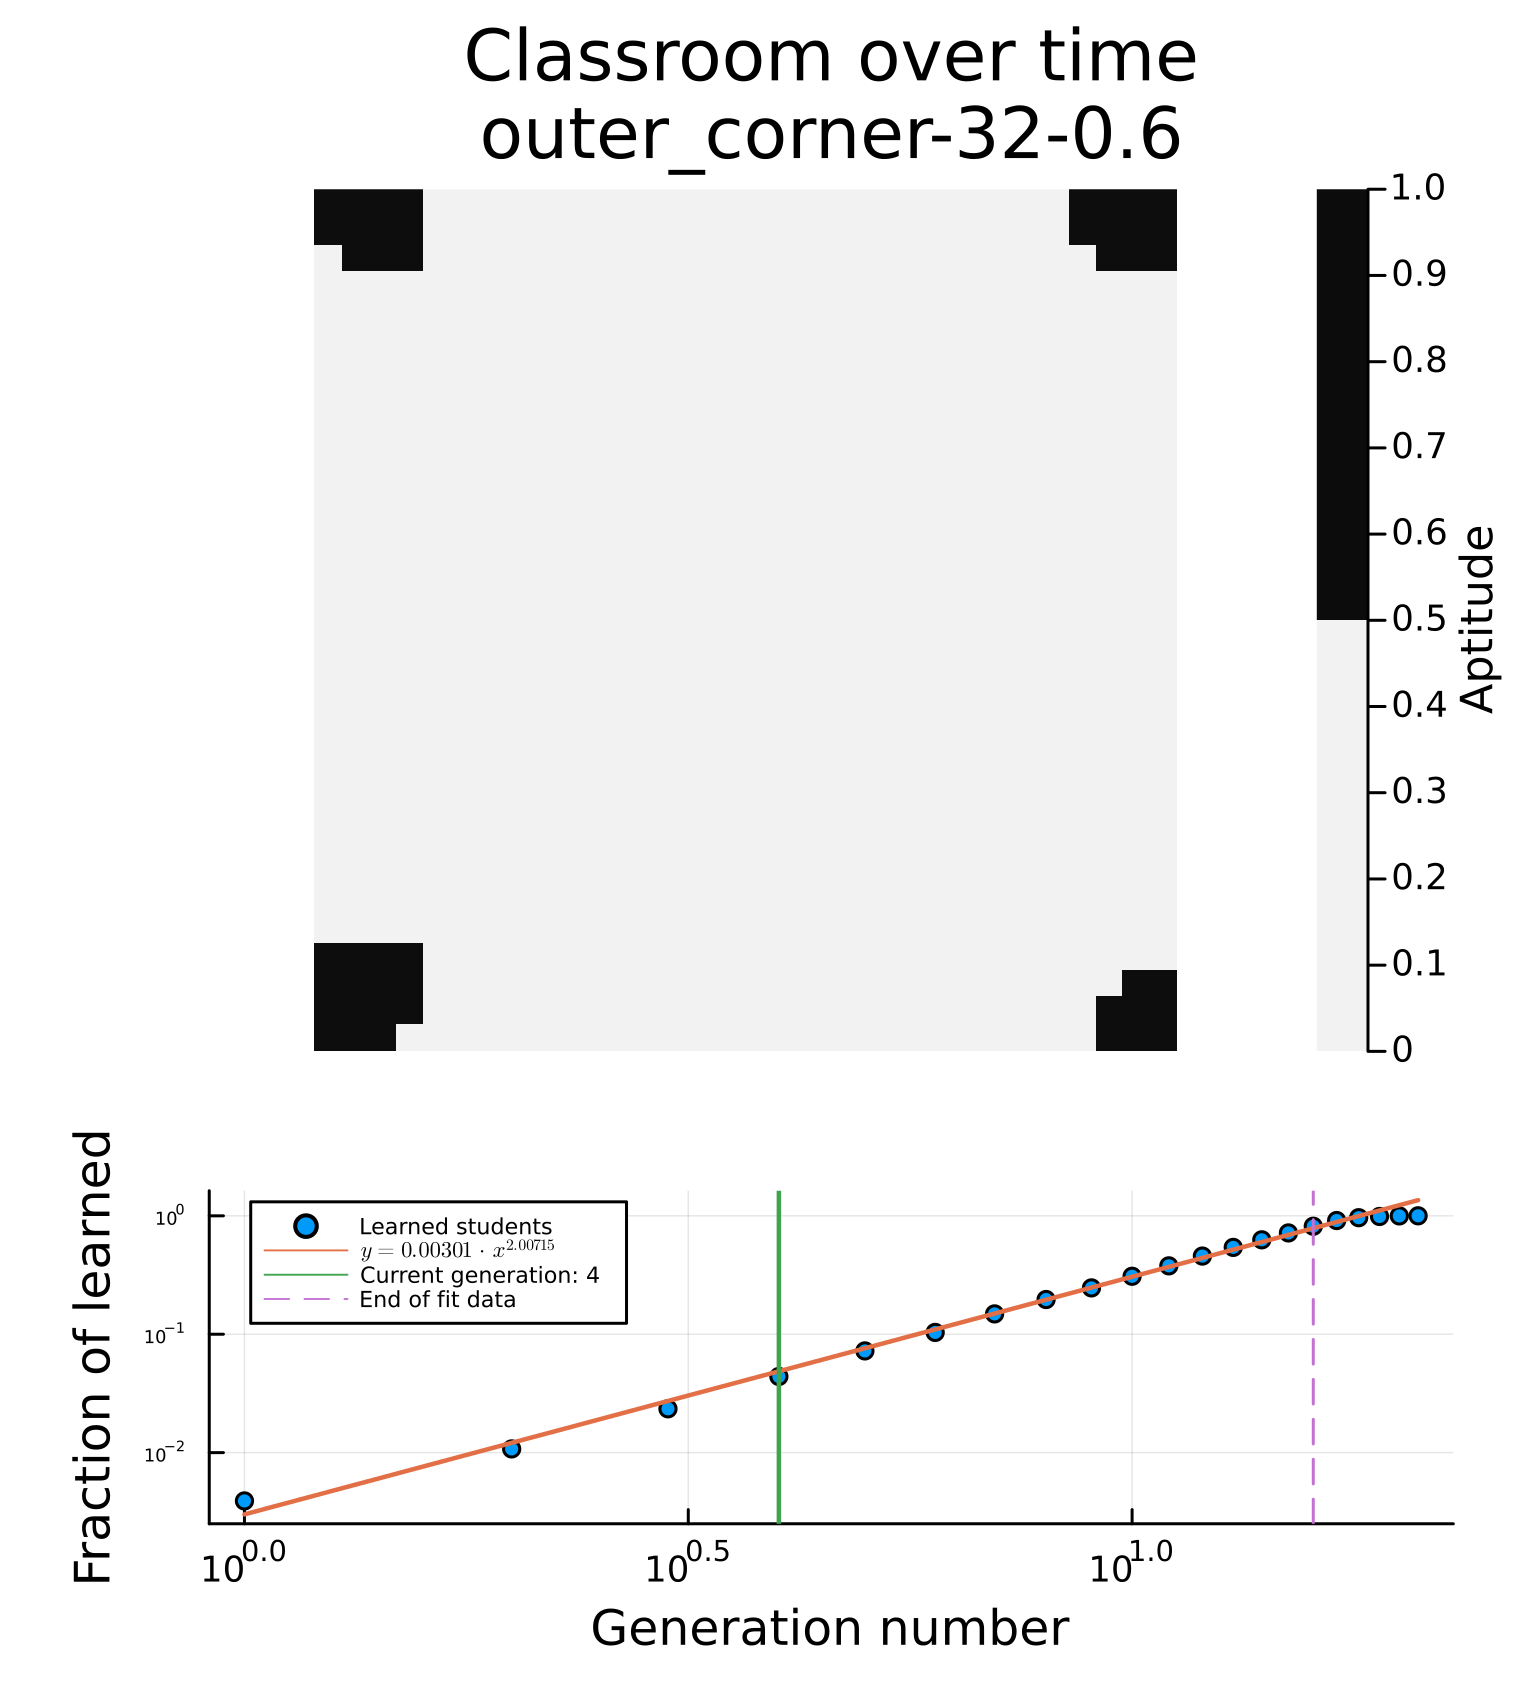 Classroom over time
outer_corner-32-0.6
1.0
0.9
0.8
0.7
0.6
0.5
0.4
0.3
0.2
0.1
0
Aptitude
Fraction of learned
10⁰
10⁻¹
10⁻²
Learned students
y = 0.00301 · x^2.00715
Current generation: 4
End of fit data
10^0.0
10^0.5
10^1.0
Generation number